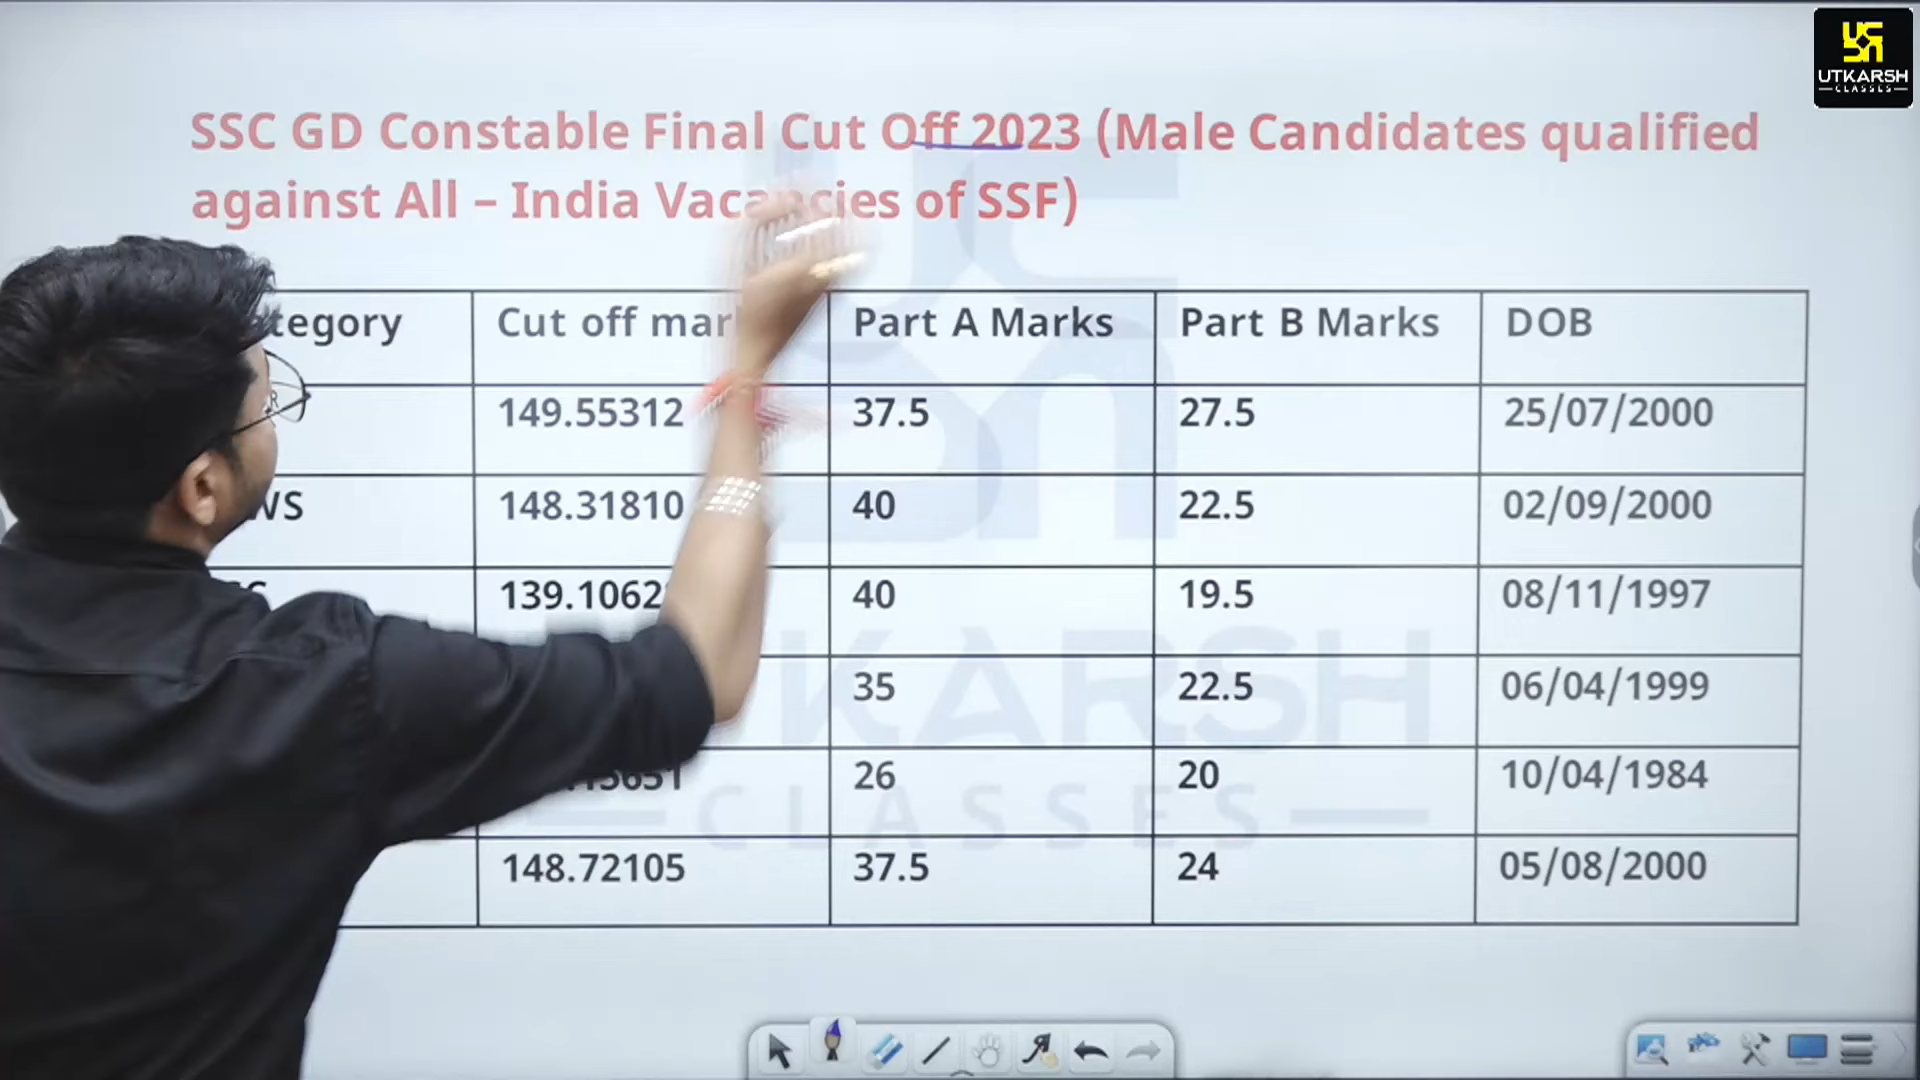 UTKARSH
CLASSES
SSC GD Constable Final Cut Off 2023 (Male Candidates qualified
against All – India Vacancies of SSF)
tegory Cut off mar Part A Marks Part B Marks DOB
149.55312 37.5 27.5 25/07/2000
WS 148.31810 40 22.5 02/09/2000
139.1062 40 19.5 08/11/1997
35 22.5 06/04/1999
26 20 10/04/1984
148.72105 37.5 24 05/08/2000
UTKARSH
CLASSES